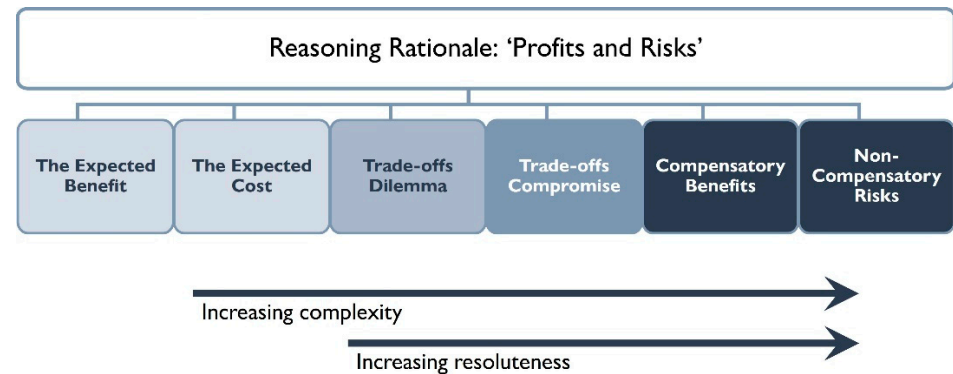 Reasoning Rationale: ‘Profits and Risks’
The Expected
Benefit
The Expected
Cost
Trade-offs
Dilemma
Trade-offs
Compromise
Compensatory
Benefits
Non-
Compensatory
Risks
Increasing complexity
Increasing resoluteness